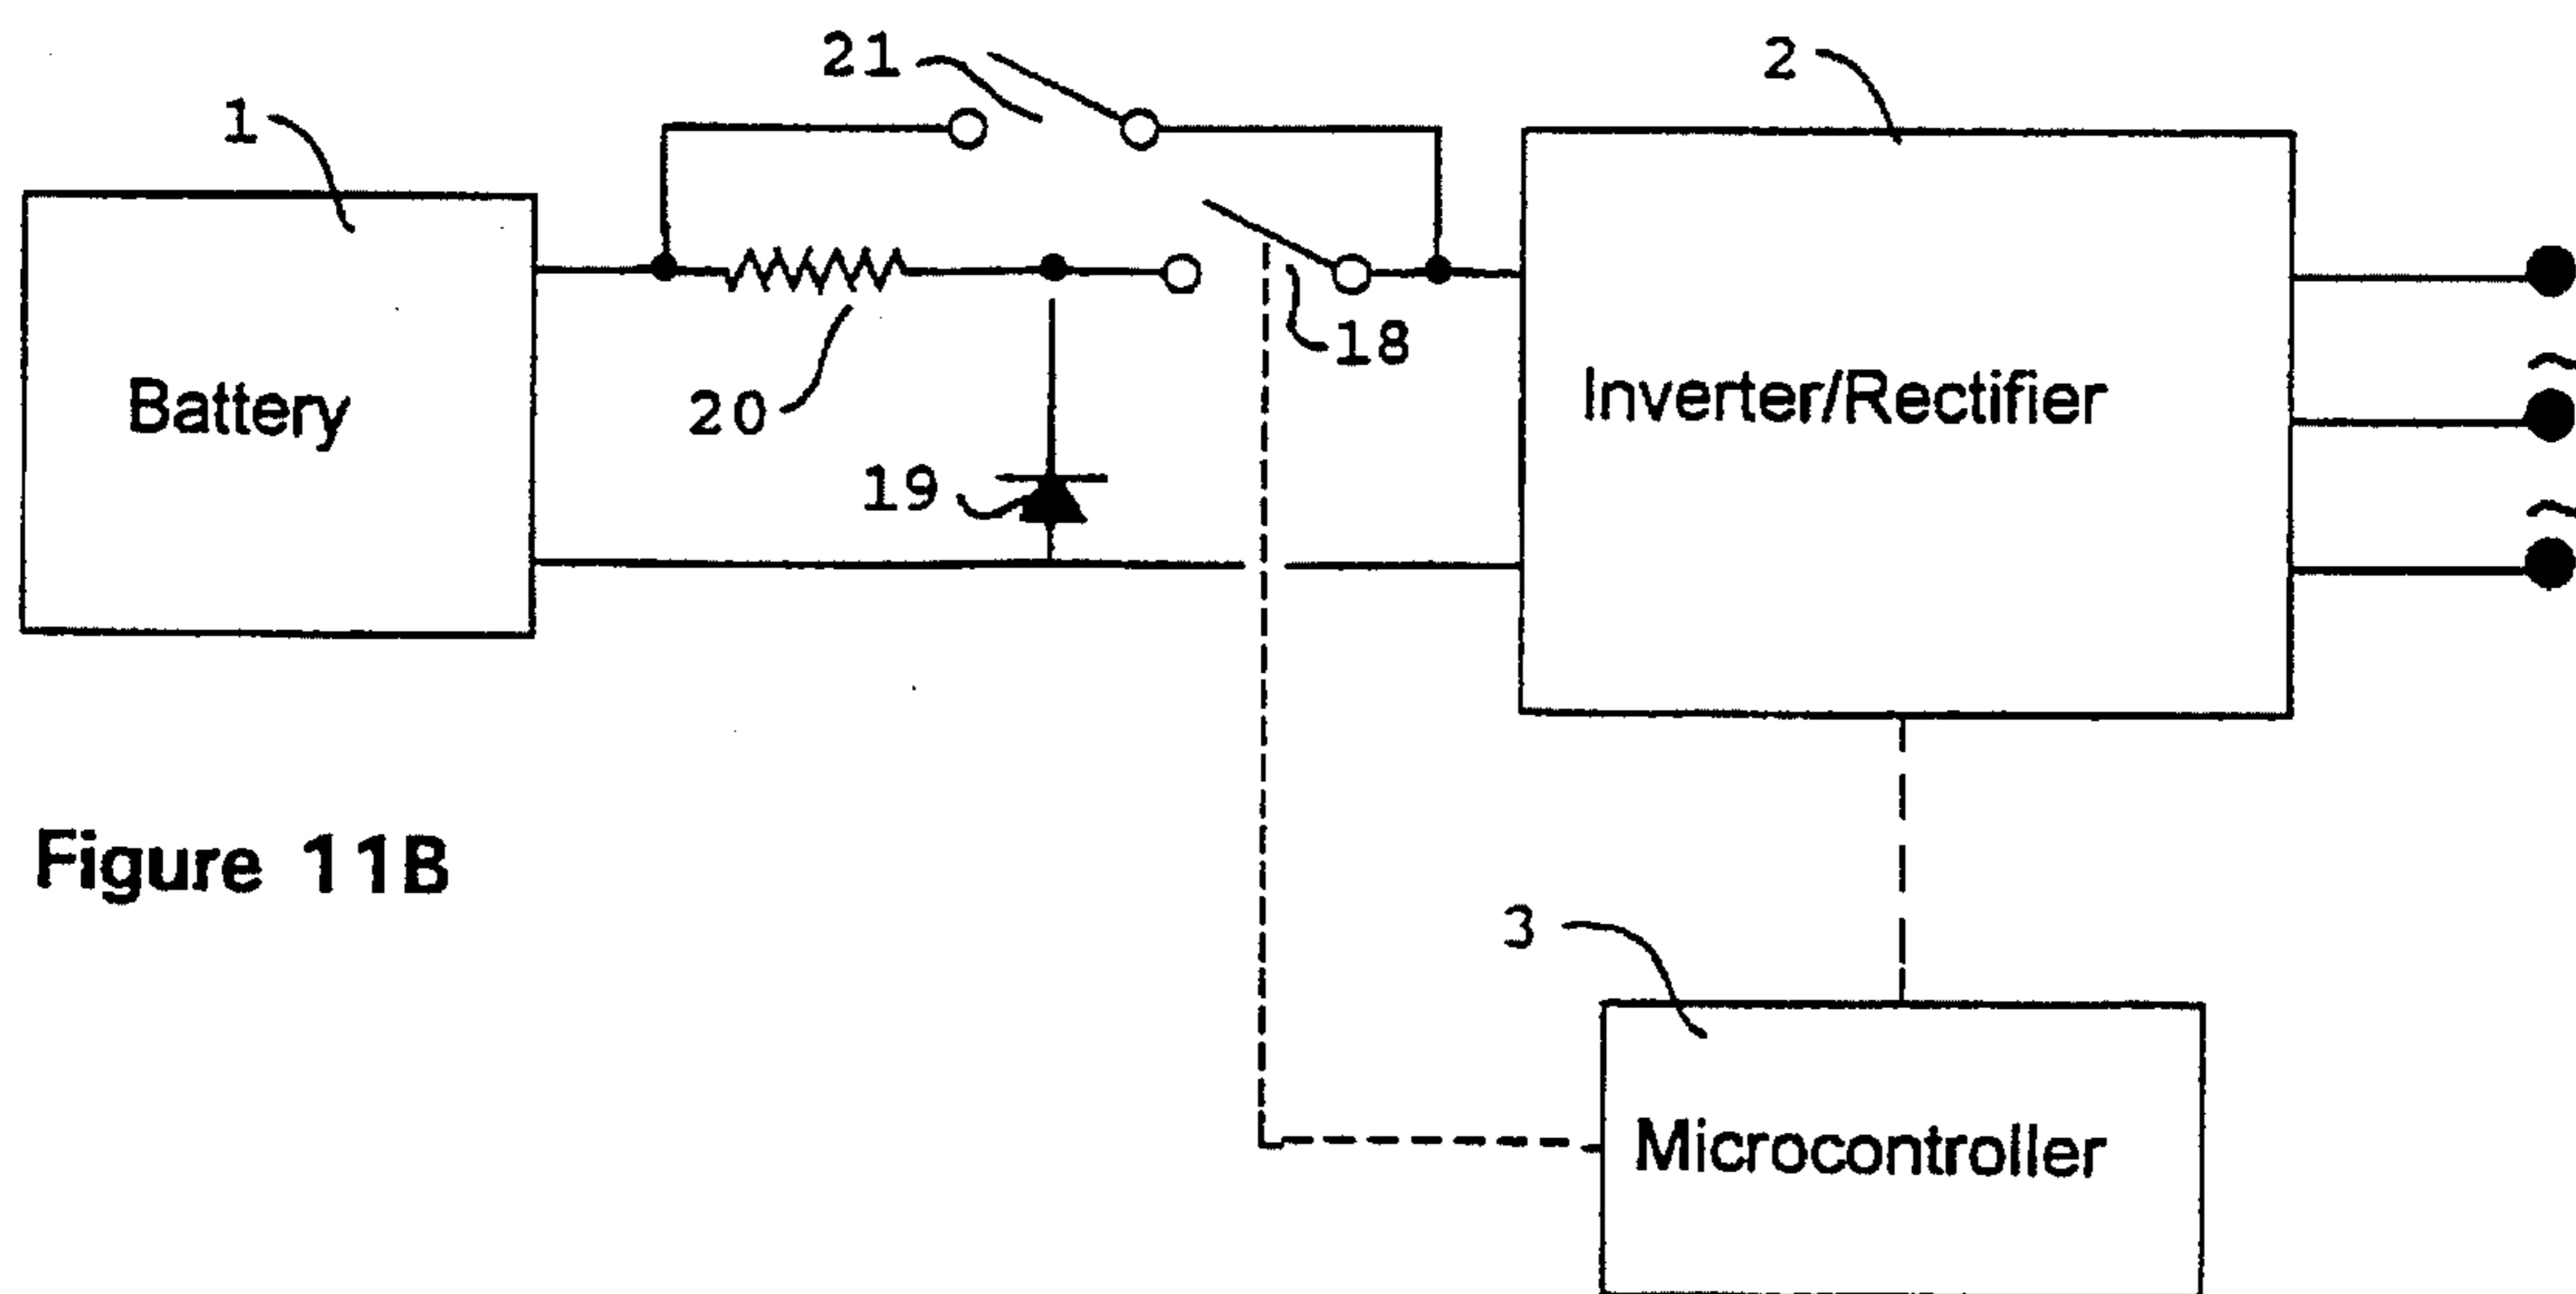 21
2
1
Battery
20
18
Inverter/Rectifier
~
19
~
Figure 11B
3
Microcontroller